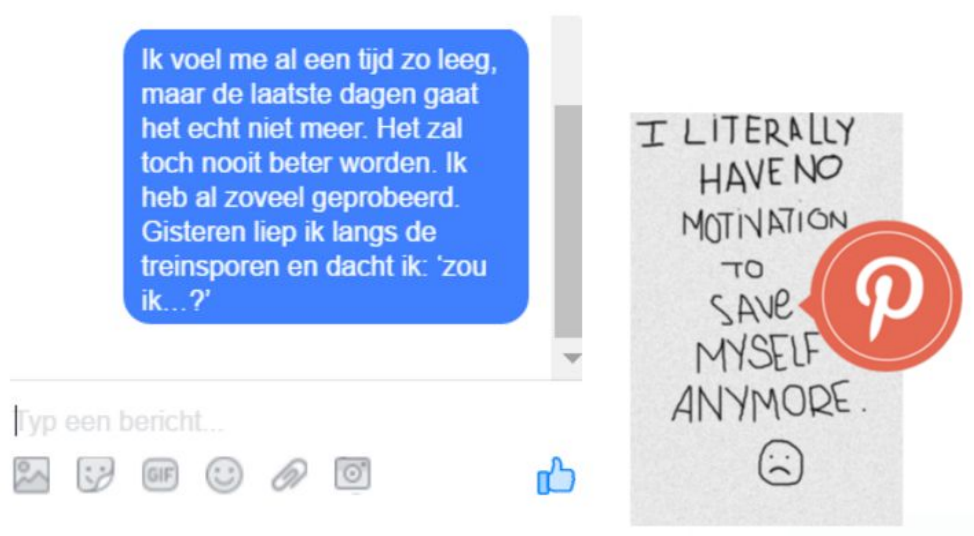 Ik voel me al een tijd zo leeg,
maar de laatste dagen gaat
het echt niet meer. Het zal
toch nooit beter worden. Ik
heb al zoveel geprobeerd.
Gisteren liep ik langs de
treinsporen en dacht ik: ‘zou
ik...?’
Typ een bericht...
GIF
I LITERALLY
HAVE NO
MOTIVATION
TO
SAVE
MYSELF
ANYMORE.